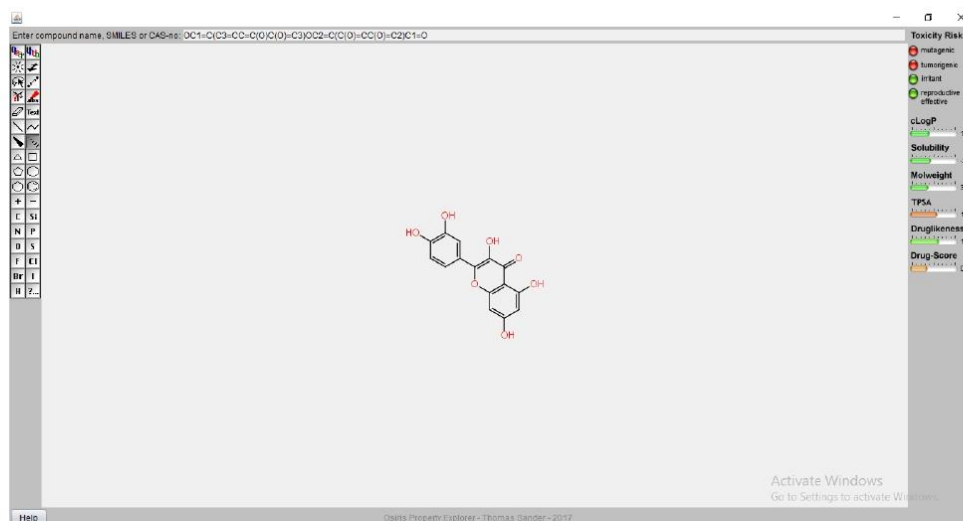 Enter compound name, SMILES or CAS-no: OC1=C(C3=CC=C(O)C(O)=C3)OC2=C(C(O)=CC(O)=C2)C1=O
Toxicity Risk
mutagenic
tumorigenic
irritant
reproductive
effective
cLogP
Solubility
Molweight
TPSA
Druglikeness
Drug-Score
Text
+ −
C Si
N P
O S
F Cl
Br I
H ?...
OH
HO
OH
O
O
OH
OH
Activate Windows
Go to Settings to activate Windows.
Help
Osiris Property Explorer - Thomas Sander - 2017